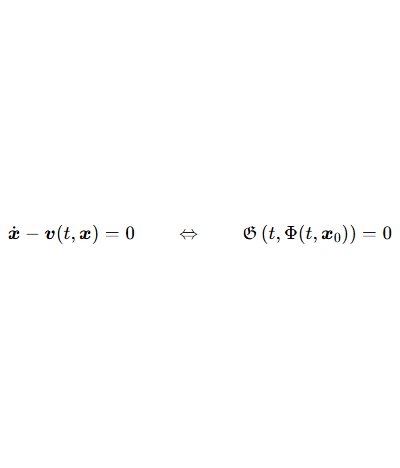 𝒙̇ − 𝒗(t, 𝒙) = 0 ⇔ 𝔊 (t, Φ(t, 𝒙₀)) = 0